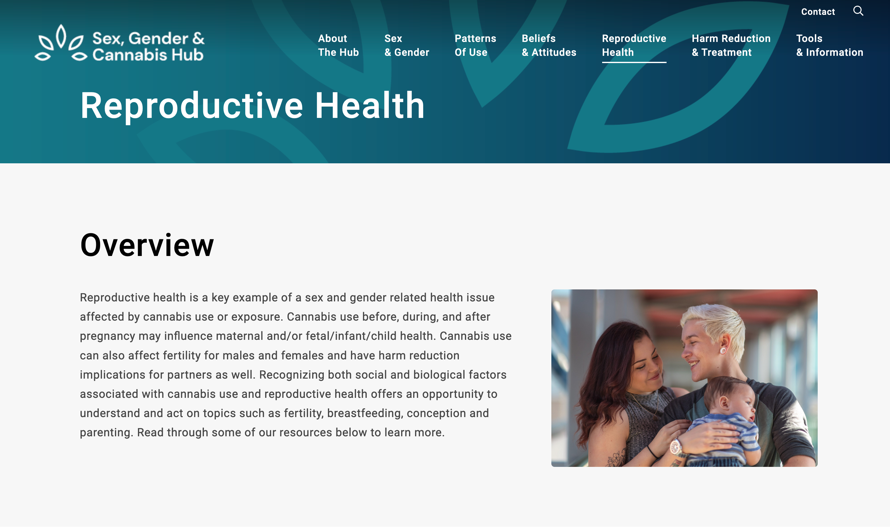 Contact
Sex, Gender &
Cannabis Hub
About
The Hub
Sex
& Gender
Patterns
Of Use
Beliefs
& Attitudes
Reproductive
Health
Harm Reduction
& Treatment
Tools
& Information
Reproductive Health
Overview
Reproductive health is a key example of a sex and gender related health issue
affected by cannabis use or exposure. Cannabis use before, during, and after
pregnancy may influence maternal and/or fetal/infant/child health. Cannabis use
can also affect fertility for males and females and have harm reduction
implications for partners as well. Recognizing both social and biological factors
associated with cannabis use and reproductive health offers an opportunity to
understand and act on topics such as fertility, breastfeeding, conception and
parenting. Read through some of our resources below to learn more.